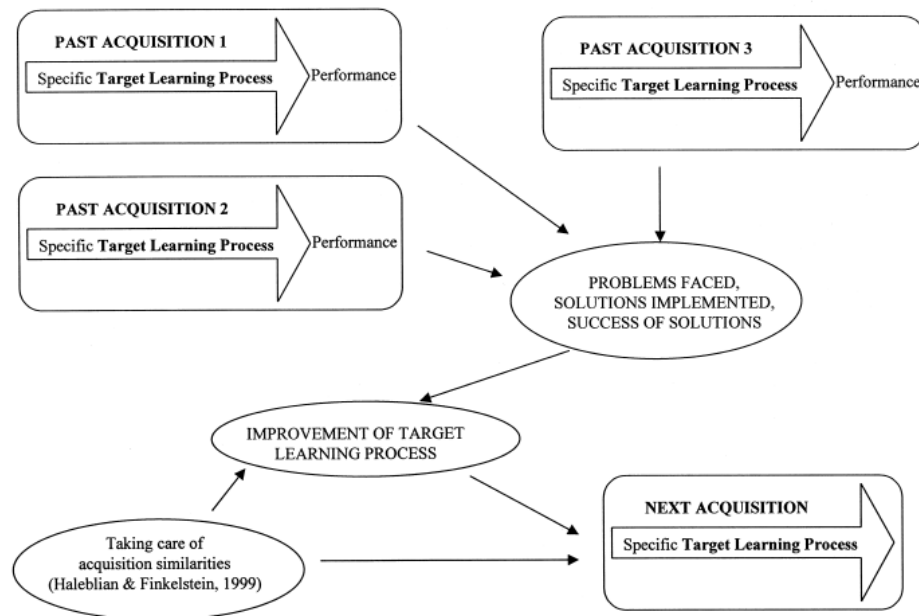 PAST ACQUISITION 1
Specific Target Learning Process
Performance
PAST ACQUISITION 3
Specific Target Learning Process
Performance
PAST ACQUISITION 2
Specific Target Learning Process
Performance
PROBLEMS FACED,
SOLUTIONS IMPLEMENTED,
SUCCESS OF SOLUTIONS
IMPROVEMENT OF TARGET
LEARNING PROCESS
NEXT ACQUISITION
Specific Target Learning Process
Taking care of
acquisition similarities
(Haleblian & Finkelstein, 1999)